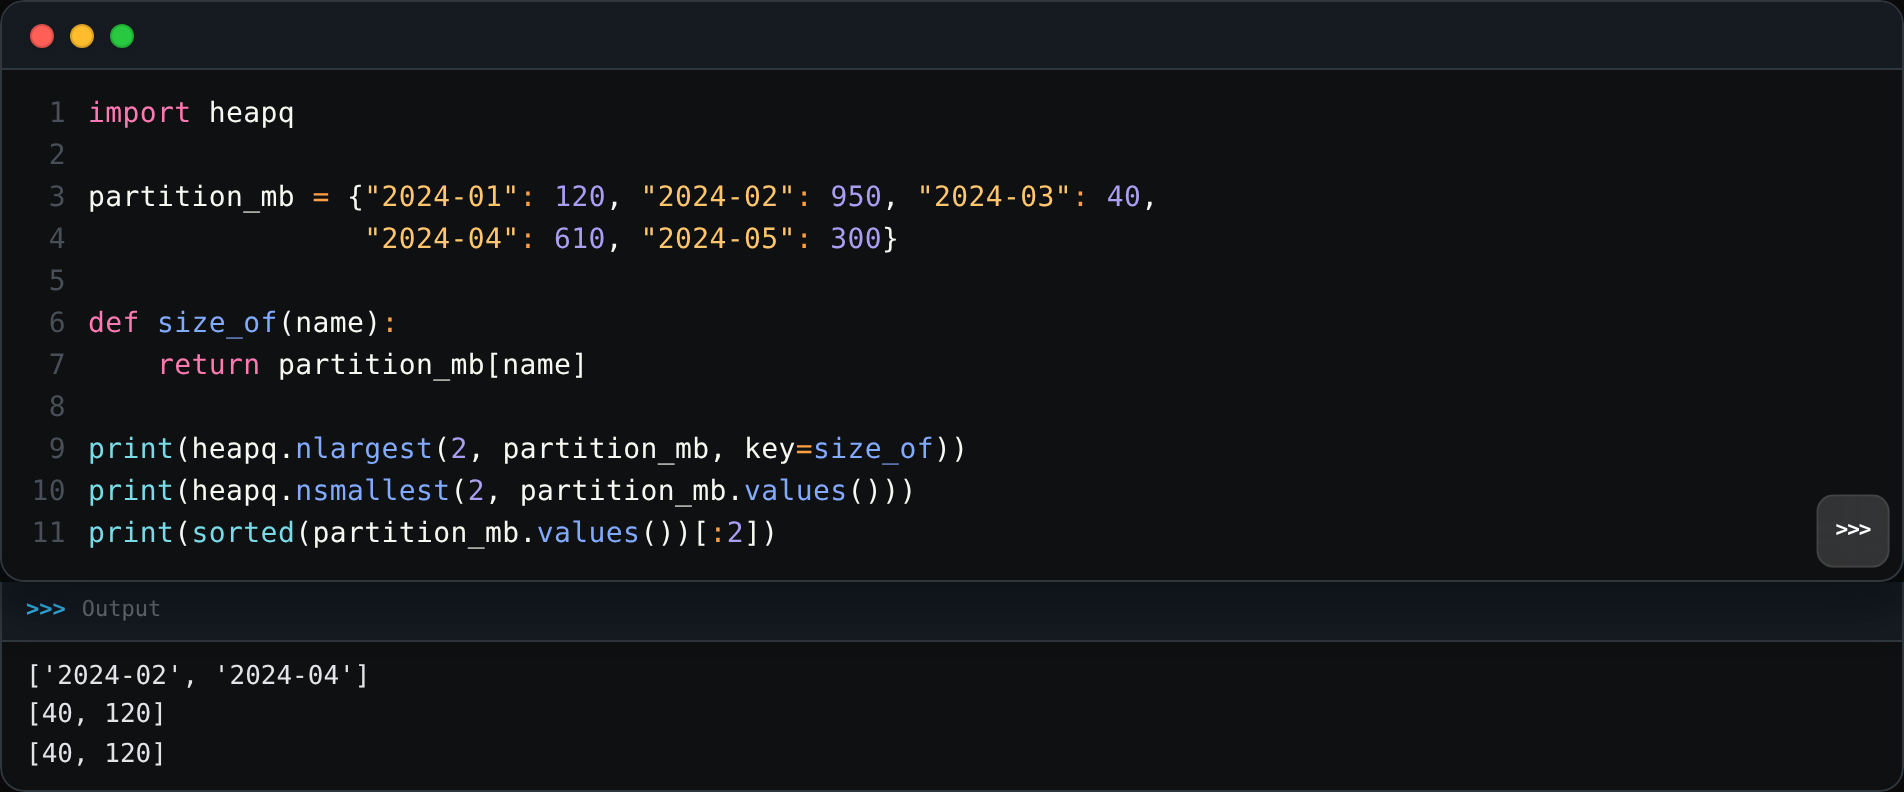 1 import heapq
2
3 partition_mb = {"2024-01": 120, "2024-02": 950, "2024-03": 40,
4                 "2024-04": 610, "2024-05": 300}
5
6 def size_of(name):
7     return partition_mb[name]
8
9 print(heapq.nlargest(2, partition_mb, key=size_of))
10 print(heapq.nsmallest(2, partition_mb.values()))
11 print(sorted(partition_mb.values())[:2])
>>>
>>> Output
['2024-02', '2024-04']
[40, 120]
[40, 120]